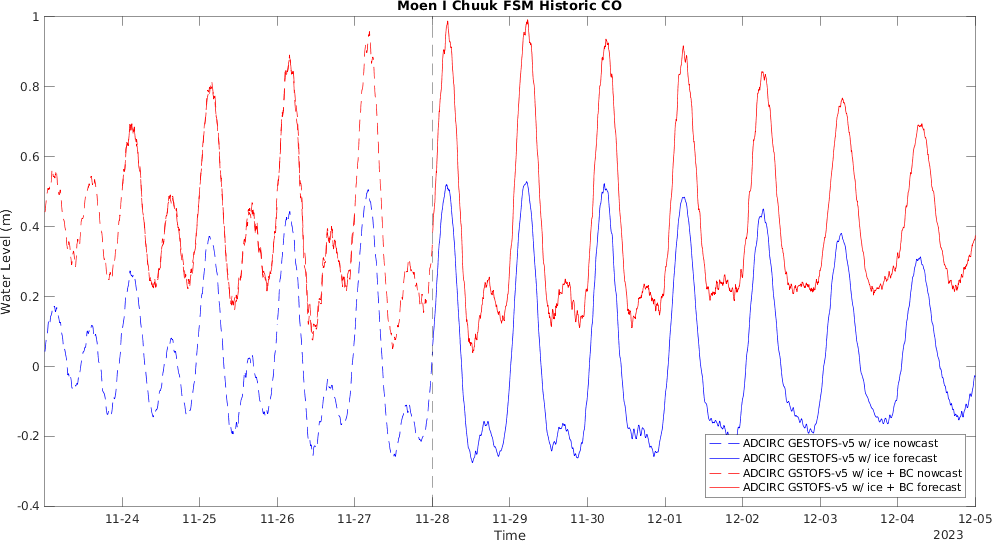 Moen I Chuuk FSM Historic CO
1
0.8
0.6
0.4
0.2
0
-0.2
-0.4
Water Level (m)
ADCIRC GESTOFS-v5 w/ ice nowcast
ADCIRC GESTOFS-v5 w/ ice forecast
ADCIRC GSTOFS-v5 w/ ice + BC nowcast
ADCIRC GSTOFS-v5 w/ ice + BC forecast
11-24 11-25 11-26 11-27 11-28 11-29 11-30 12-01 12-02 12-03 12-04 12-05
Time
2023